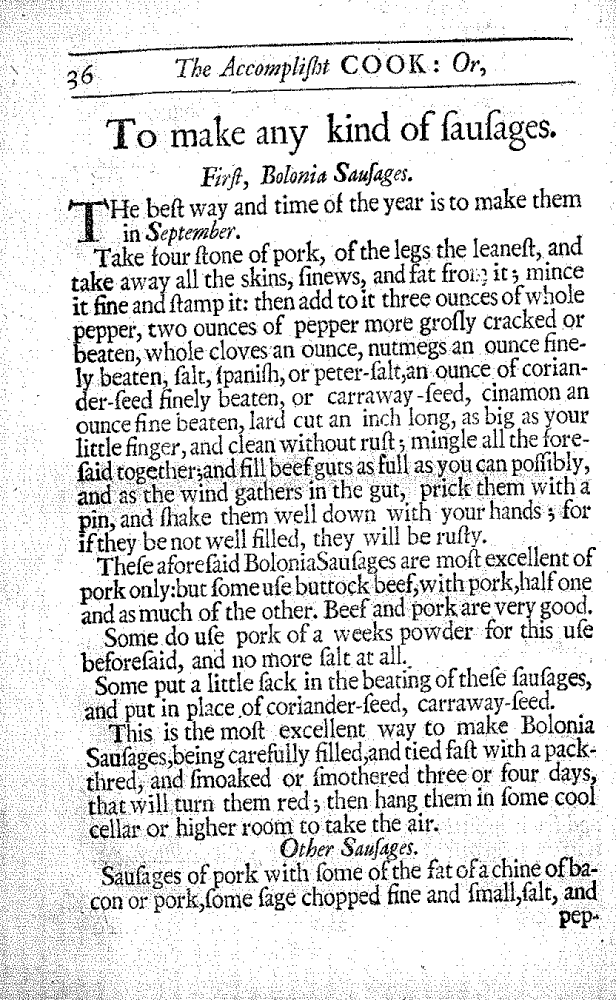 36 The Accompliſht COOK: Or,
To make any kind of ſauſages.
Firſt, Bolonia Sauſages.
THe beſt way and time of the year is to make them
in September.
Take four ſtone of pork, of the legs the leaneſt, and
take away all the skins, ſinews, and fat from it; mince
it fine and ſtamp it: then add to it three ounces of whole
pepper, two ounces of pepper more groſly cracked or
beaten, whole cloves an ounce, nutmegs an ounce fine-
ly beaten, ſalt, ſpaniſh, or peter-ſalt, an ounce of corian-
der-ſeed finely beaten, or carraway-ſeed, cinamon an
ounce fine beaten, lard cut an inch long, as big as your
little finger, and clean without ruſt; mingle all the fore-
ſaid together; and fill beef guts as full as you can poſſibly,
and as the wind gathers in the gut, prick them with a
pin, and ſhake them well down with your hands; for
if they be not well filled, they will be ruſty.
Theſe aforeſaid Bolonia Sauſages are moſt excellent of
pork only: but ſome uſe buttock beef, with pork, half one
and as much of the other. Beef and pork are very good.
Some do uſe pork of a weeks powder for this uſe
beforeſaid, and no more ſalt at all.
Some put a little ſack in the beating of theſe ſauſages,
and put in place of coriander-ſeed, carraway-ſeed.
This is the moſt excellent way to make Bolonia
Sauſages, being carefully filled, and tied faſt with a pack-
thred, and ſmoaked or ſmothered three or four days,
that will turn them red; then hang them in ſome cool
cellar or higher room to take the air.
Other Sauſages.
Sauſages of pork with ſome of the fat of a chine of ba-
con or pork, ſome ſage chopped fine and ſmall, ſalt, and
pep-